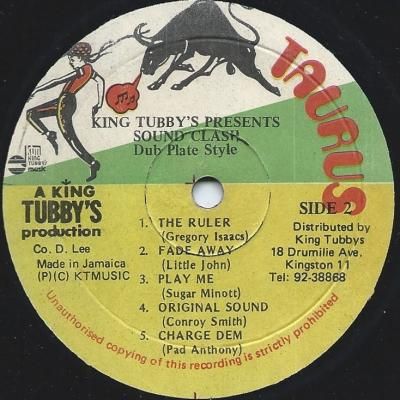 TAURUS
KING TUBBY'S PRESENTS
SOUND CLASH
Dub Plate Style
KING TUBBY
music
A KING
TUBBY'S
production
Co. D. Lee
Made in Jamaica
(P)(C) KTMUSIC
1. THE RULER
(Gregory Isaacs)
2. FADE AWAY
(Little John)
3. PLAY ME
(Sugar Minott)
4. ORIGINAL SOUND
(Conroy Smith)
5 CHARGE DEM
(Pad Anthony)
SIDE 2
Distributed by
King Tubbys
18 Drumilie Ave.
Kingston 11
Tel: 92-38868
Unauthorised copying of this recording is strictly prohibited